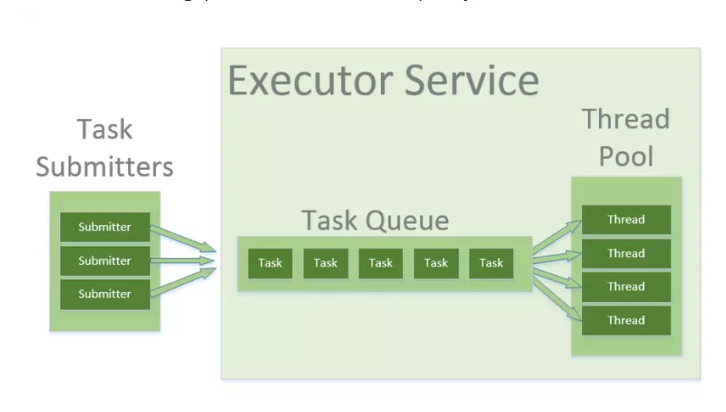 Executor Service
Task
Submitters
Thread
Pool
Submitter
Submitter
Submitter
Task Queue
Task Task Task Task Task
Thread
Thread
Thread
Thread